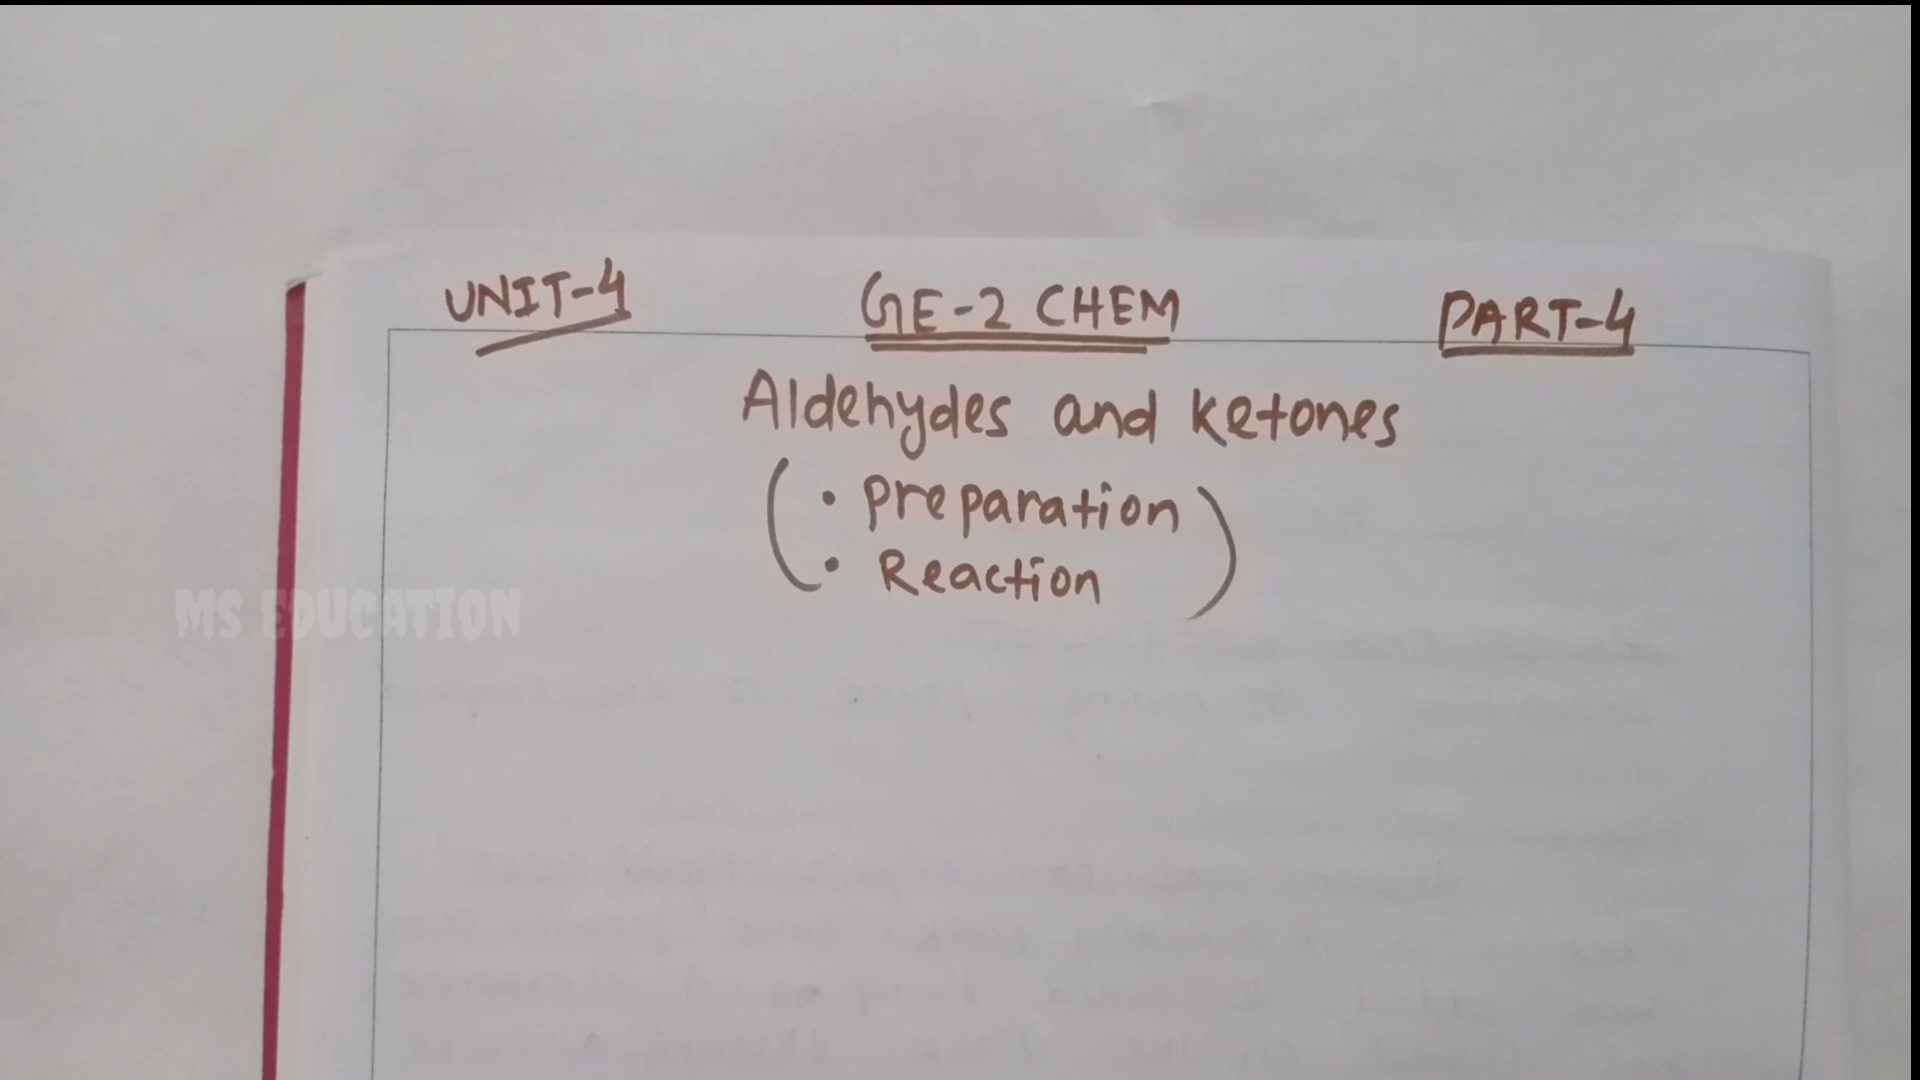 UNIT-4 GE-2 CHEM PART-4
Aldehydes and ketones
(• Preparation
• Reaction)
MS EDUCATION